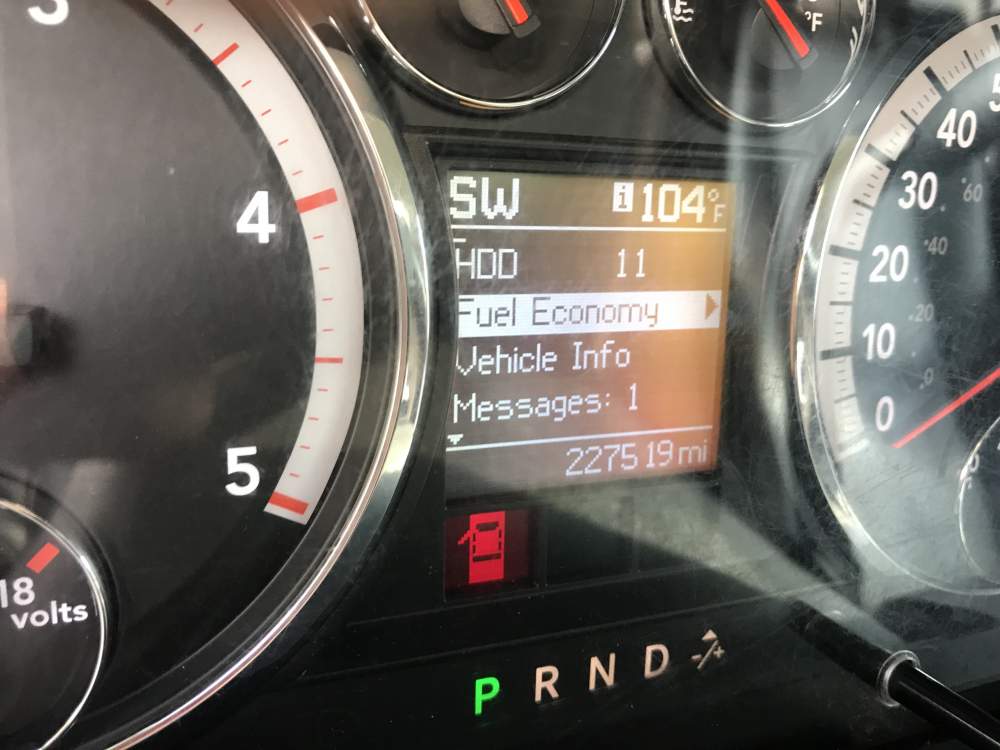 3
4
5
18
volts
°F
SW i 104°F
HDD 11
Fuel Economy
Vehicle Info
Messages: 1
227519 mi
P R N D -/+
40
30
20
10
0
60
40
20
0